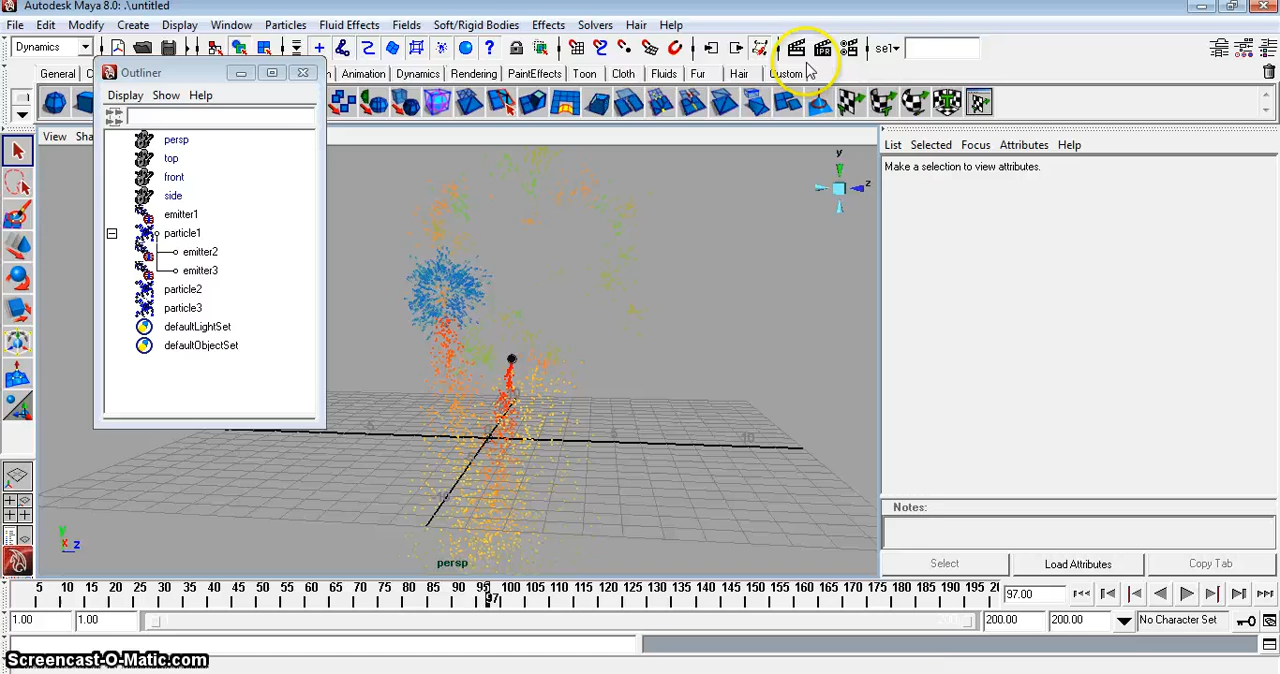 Autodesk Maya 8.0: .\untitled
File Edit Modify Create Display Window Particles Fluid Effects Fields Soft/Rigid Bodies Effects Solvers Hair Help
Dynamics sel
General Animation Dynamics Rendering PaintEffects Toon Cloth Fluids Fur Hair Custom
Outliner
Display Show Help
persp
top
front
side
emitter1
particle1
emitter2
emitter3
particle2
particle3
defaultLightSet
defaultObjectSet
View Sha
y
z
5
10
y
x z
persp
List Selected Focus Attributes Help
Make a selection to view attributes.
Notes:
Select Load Attributes Copy Tab
5 10 15 20 25 30 35 40 45 50 55 60 65 70 75 80 85 90 95 100 105 110 115 120 125 130 135 140 145 150 155 160 165 170 175 180 185 190 195 20
97 97.00
1.00 1.00 200.00 200.00 No Character Set
Screencast-O-Matic.com